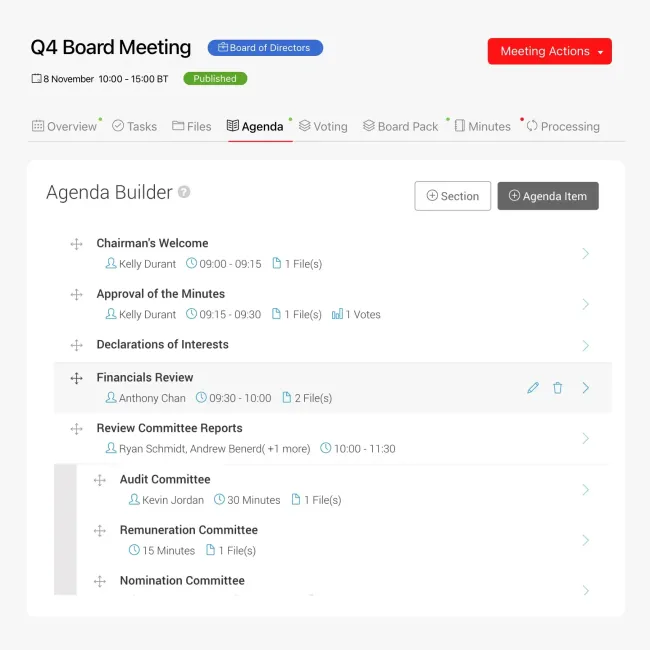 Q4 Board Meeting
Board of Directors
Meeting Actions
8 November 10:00 - 15:00 BT
Published
Overview Tasks Files Agenda Voting Board Pack Minutes Processing
Agenda Builder ?
Section
Agenda Item
Chairman's Welcome
Kelly Durant 09:00 - 09:15 1 File(s)
Approval of the Minutes
Kelly Durant 09:15 - 09:30 1 File(s) 1 Votes
Declarations of Interests
Financials Review
Anthony Chan 09:30 - 10:00 2 File(s)
Review Committee Reports
Ryan Schmidt, Andrew Benerd( +1 more) 10:00 - 11:30
Audit Committee
Kevin Jordan 30 Minutes 1 File(s)
Remuneration Committee
15 Minutes 1 File(s)
Nomination Committee